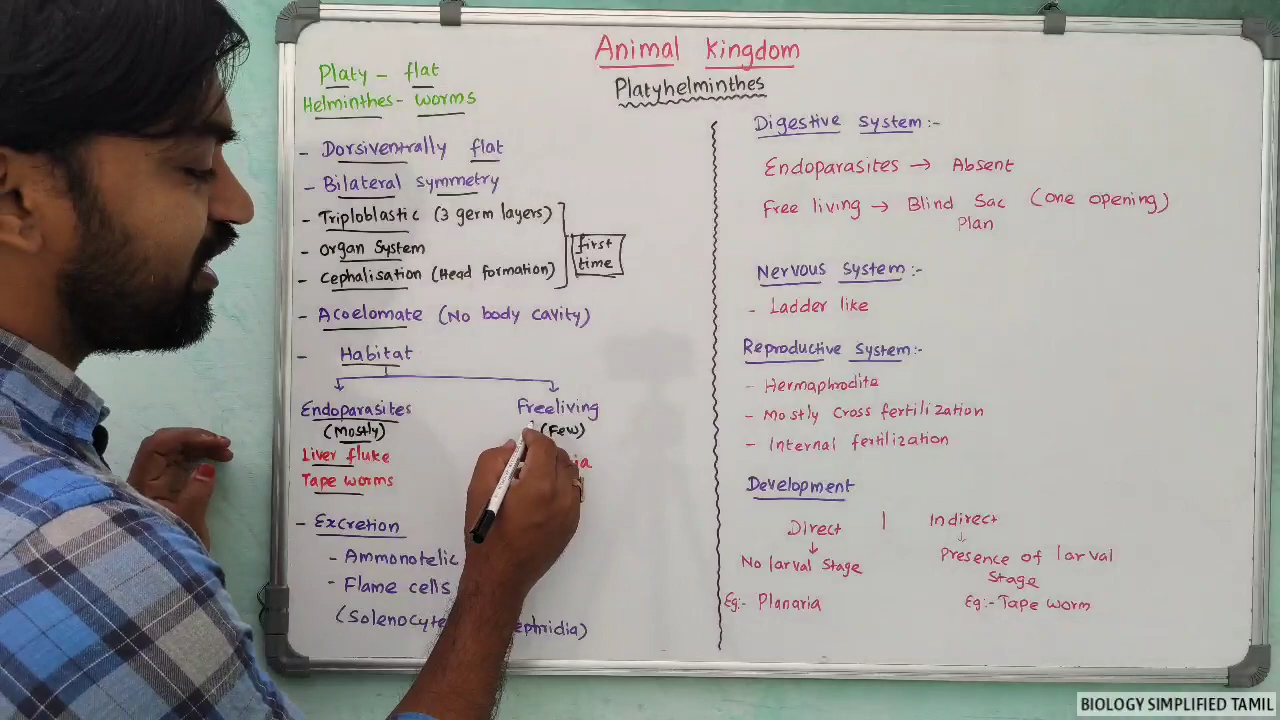 Animal Kingdom
Platyhelminthes
Platy - flat
Helminthes - worms
- Dorsiventrally flat
- Bilateral symmetry
- Triploblastic (3 germ layers)
- Organ System
- Cephalisation (Head formation)
first
time
- Acoelomate (No body cavity)
- Habitat
Endoparasites
(Mostly)
Liver fluke
Tape worms
Freeliving
(Few)
- Excretion
- Ammonotelic
- Flame cells
Digestive System :-
Endoparasites → Absent
Free living → Blind Sac (one opening)
Plan
Nervous System :-
- Ladder like
Reproductive System :-
- Hermaphrodite
- Mostly Cross fertilization
- Internal fertilization
Development
Direct | Indirect
No larval Stage
Eg:- Planaria
Presence of larval
Stage
Eg:- Tape worm
BIOLOGY SIMPLIFIED TAMIL